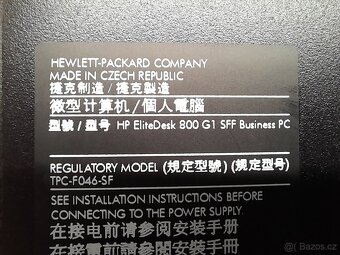 HEWLETT-PACKARD COMPANY
MADE IN CZECH REPUBLIC
捷克制造 / 捷克製造
微型计算机/個人電腦
型號/型号 HP EliteDesk 800 G1 SFF Business PC
REGULATORY MODEL (規定型號) (规定型号)
TPC-F046-SF
SEE INSTALLATION INSTRUCTIONS BEFORE
CONNECTING TO THE POWER SUPPLY.
在接电前请参阅安装手册
在接電前請參閱安裝手冊
Bazos.cz